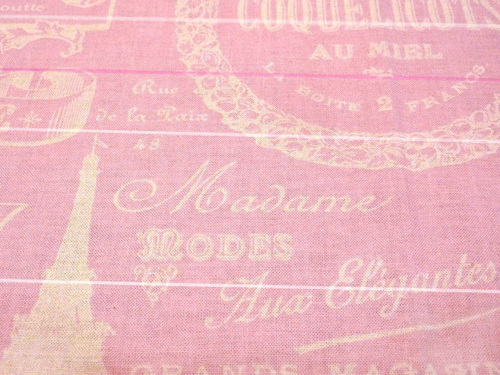 COQUELICOTS
AU MIEL
LA BOITE 2 FRANCS
Rue
de la Paix
48
Madame
MODES
Aux Elégantes
GRANDS MAGASINS